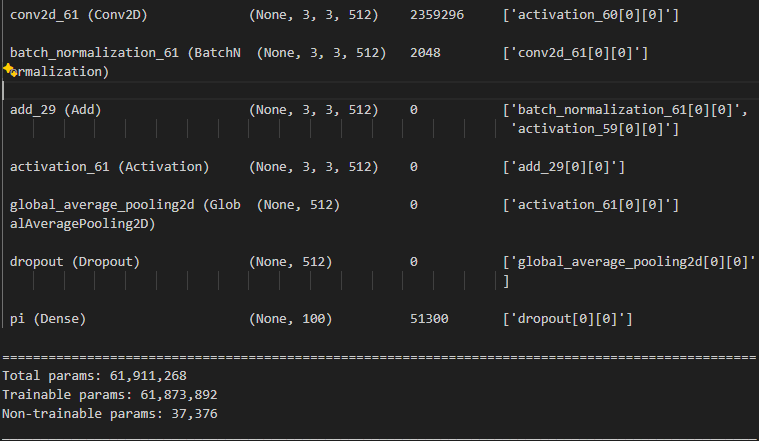 conv2d_61 (Conv2D) (None, 3, 3, 512) 2359296 ['activation_60[0][0]']
batch_normalization_61 (BatchN (None, 3, 3, 512) 2048 ['conv2d_61[0][0]']
ormalization)
add_29 (Add) (None, 3, 3, 512) 0 ['batch_normalization_61[0][0]',
'activation_59[0][0]']
activation_61 (Activation) (None, 3, 3, 512) 0 ['add_29[0][0]']
global_average_pooling2d (Glob (None, 512) 0 ['activation_61[0][0]']
alAveragePooling2D)
dropout (Dropout) (None, 512) 0 ['global_average_pooling2d[0][0]'
]
pi (Dense) (None, 100) 51300 ['dropout[0][0]']
==================================================================================================
Total params: 61,911,268
Trainable params: 61,873,892
Non-trainable params: 37,376
__________________________________________________________________________________________________